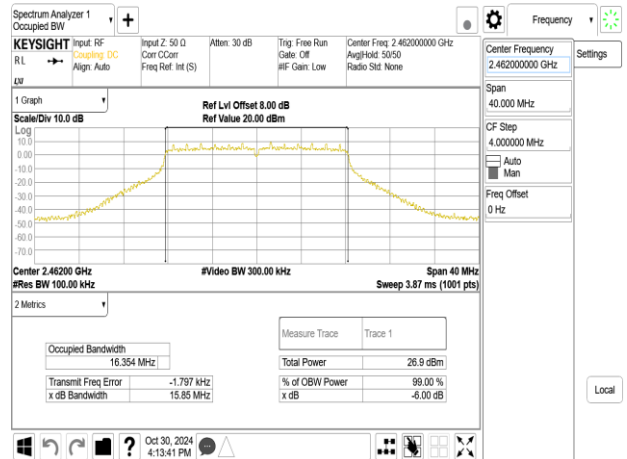 Spectrum Analyzer 1
Occupied BW
Frequency
KEYSIGHT
R L
LXI
Input: RF
Coupling: DC
Align: Auto
Input Z: 50 Ω
Corr CCorr
Freq Ref: Int (S)
Atten: 30 dB
Trig: Free Run
Gate: Off
#IF Gain: Low
Center Freq: 2.462000000 GHz
Avg|Hold: 50/50
Radio Std: None
Center Frequency
2.462000000 GHz
Settings
Span
40.000 MHz
CF Step
4.000000 MHz
Auto
Man
Freq Offset
0 Hz
Local
1 Graph
Scale/Div 10.0 dB
Ref Lvl Offset 8.00 dB
Ref Value 20.00 dBm
Log
10.0
0.00
-10.0
-20.0
-30.0
-40.0
-50.0
-60.0
-70.0
Center 2.46200 GHz
#Video BW 300.00 kHz
Span 40 MHz
#Res BW 100.00 kHz
Sweep 3.87 ms (1001 pts)
2 Metrics
Measure Trace
Trace 1
Occupied Bandwidth
16.354 MHz
Total Power
26.9 dBm
Transmit Freq Error
-1.797 kHz
% of OBW Power
99.00 %
x dB Bandwidth
15.85 MHz
x dB
-6.00 dB
?
Oct 30, 2024
4:13:41 PM